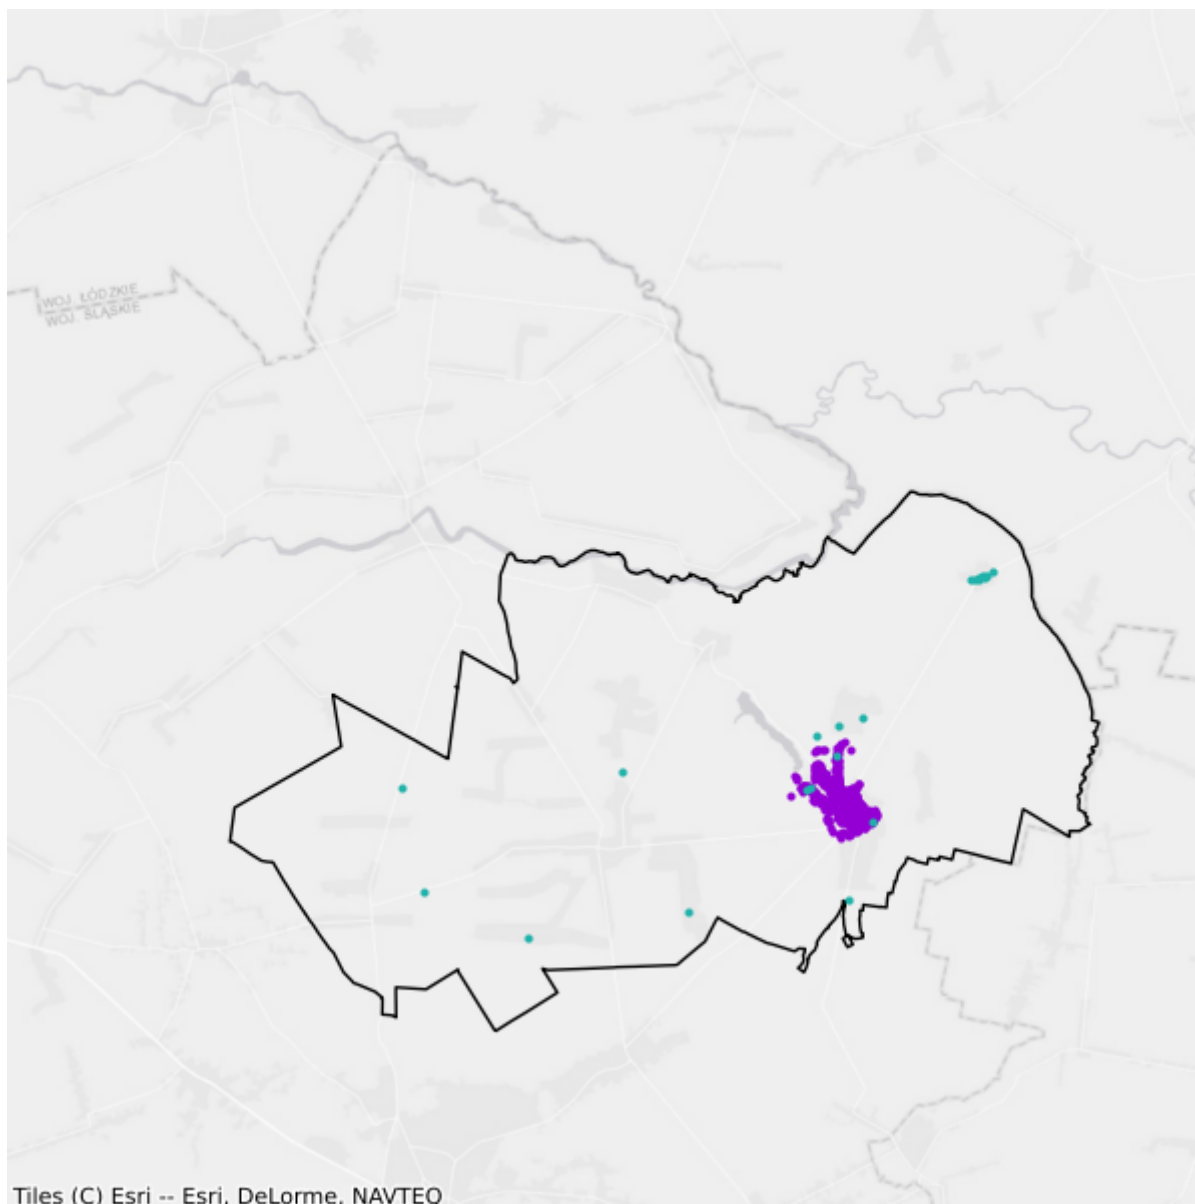 WOJ. ŁÓDZKIE
WOJ. ŚLĄSKIE
Tiles (C) Esri -- Esri, DeLorme, NAVTEQ